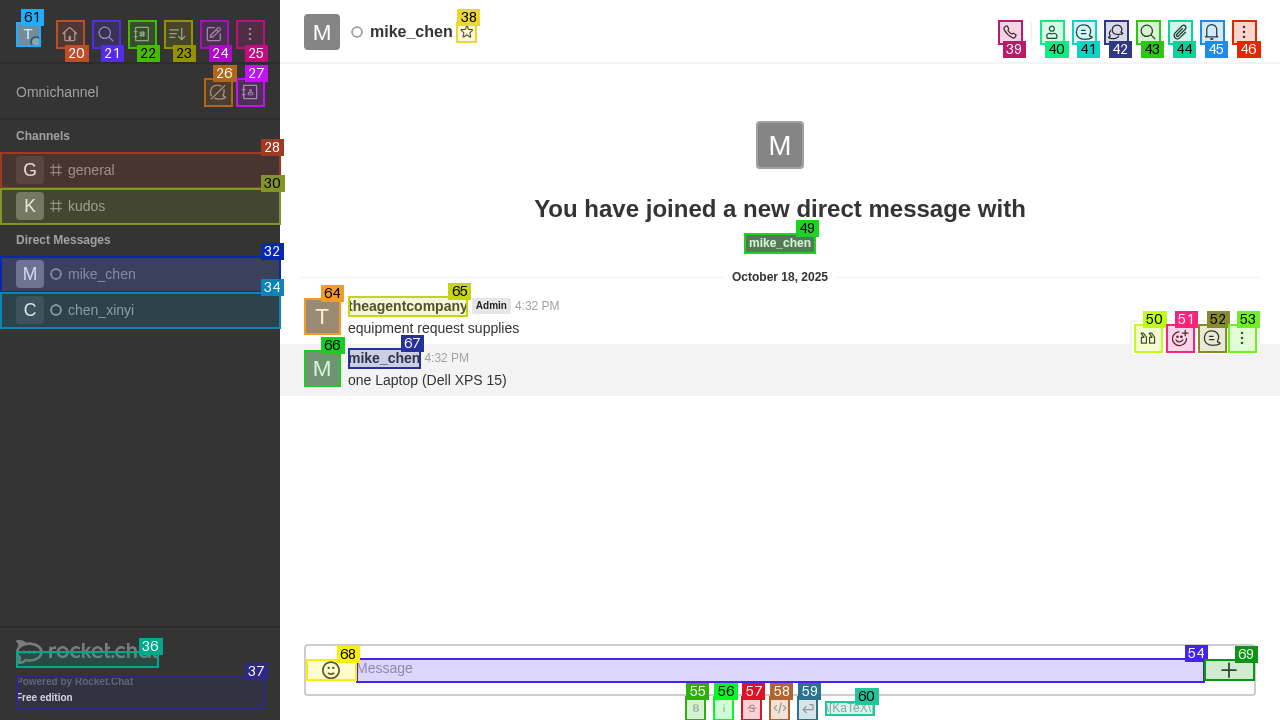 61
T
20
21
22
23
24
25
M
mike_chen
38
39
40
41
42
43
44
45
46
Omnichannel
26
27
Channels
28
G general
30
K kudos
Direct Messages
32
M mike_chen
34
C chen_xinyi
M
You have joined a new direct message with
49
mike_chen
October 18, 2025
64
65
T
theagentcompany Admin 4:32 PM
equipment request supplies
50
51
52
53
66
67
M
mike_chen 4:32 PM
one Laptop (Dell XPS 15)
36
rocket.chat
37
Powered by Rocket.Chat
Free edition
68
54
69
Message
55
56
57
58
59
60
B
i
S
</>
\[KaTeX\]